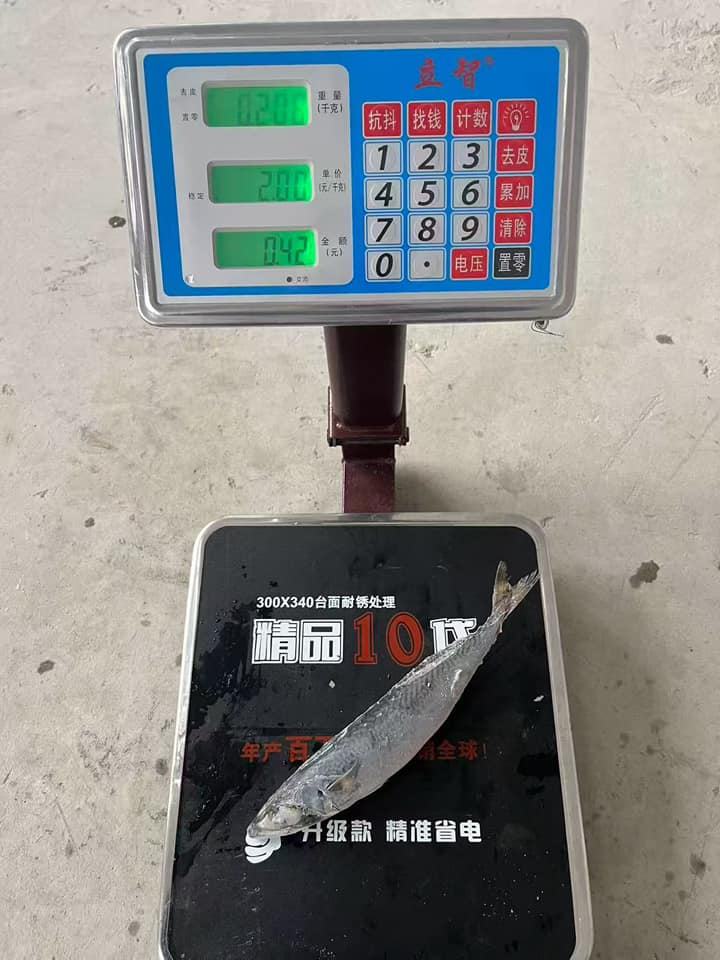 立智
去皮
置零
重量
(千克)
稳定
2.00
单价
(元/千克)
0.42
金额
(元)
交流
抗抖 找钱 计数
1 2 3 去皮
4 5 6 累加
7 8 9 清除
0 · 电压 置零
300X340台面耐锈处理
精品10代
年产百
销全球!
升级款 精准省电